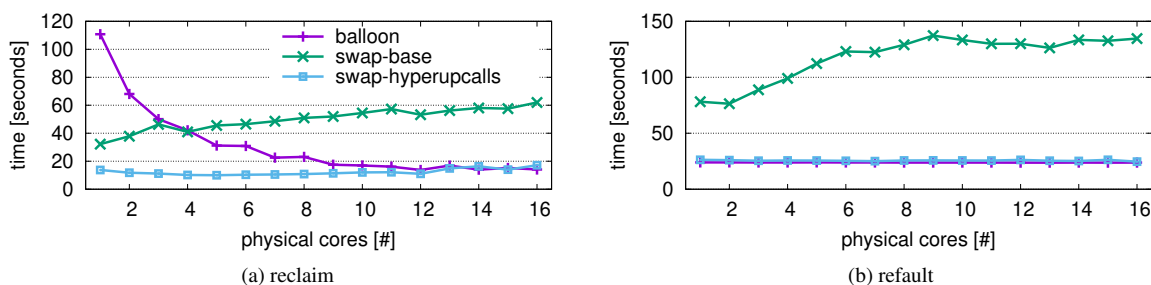 time [seconds]
120
100
80
60
40
20
0
balloon
swap-base
swap-hyperupcalls
2 4 6 8 10 12 14 16
physical cores [#]
(a) reclaim
time [seconds]
150
100
50
0
2 4 6 8 10 12 14 16
physical cores [#]
(b) refault